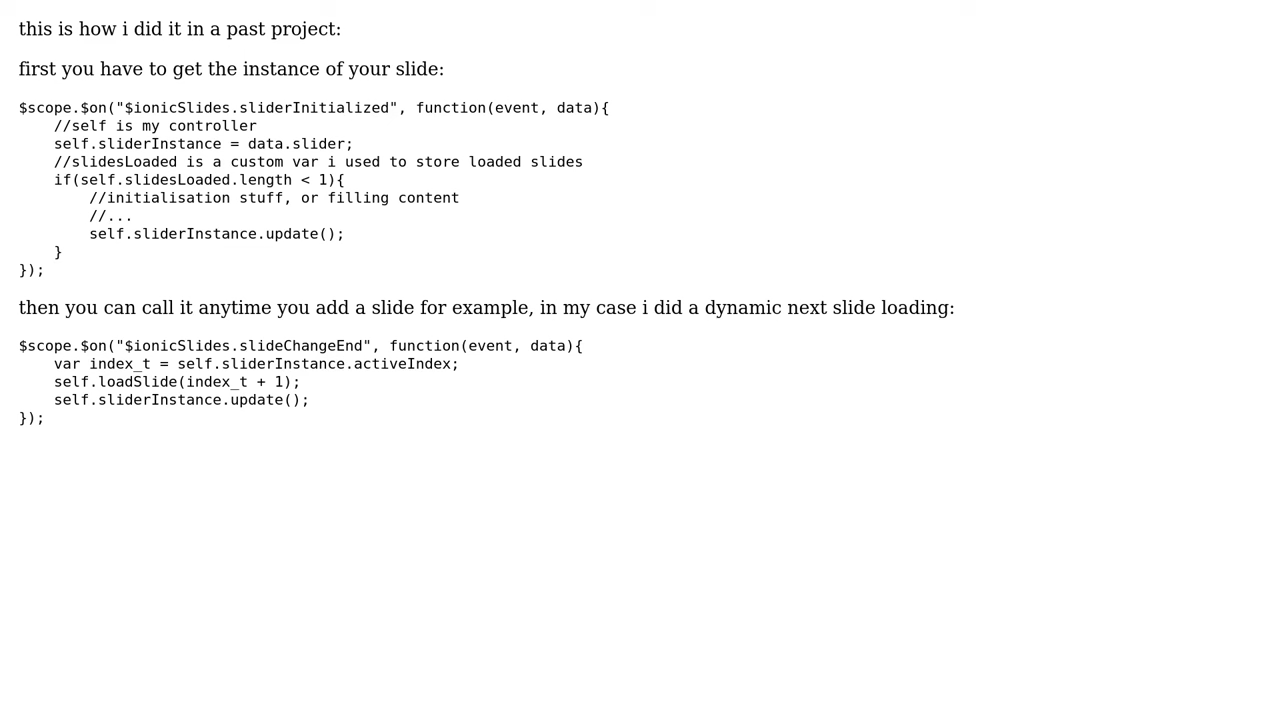 this is how i did it in a past project:
first you have to get the instance of your slide:
$scope.$on("$ionicSlides.sliderInitialized", function(event, data){
    //self is my controller
    self.sliderInstance = data.slider;
    //slidesLoaded is a custom var i used to store loaded slides
    if(self.slidesLoaded.length < 1){
        //initialisation stuff, or filling content
        //...
        self.sliderInstance.update();
    }
});
then you can call it anytime you add a slide for example, in my case i did a dynamic next slide loading:
$scope.$on("$ionicSlides.slideChangeEnd", function(event, data){
    var index_t = self.sliderInstance.activeIndex;
    self.loadSlide(index_t + 1);
    self.sliderInstance.update();
});